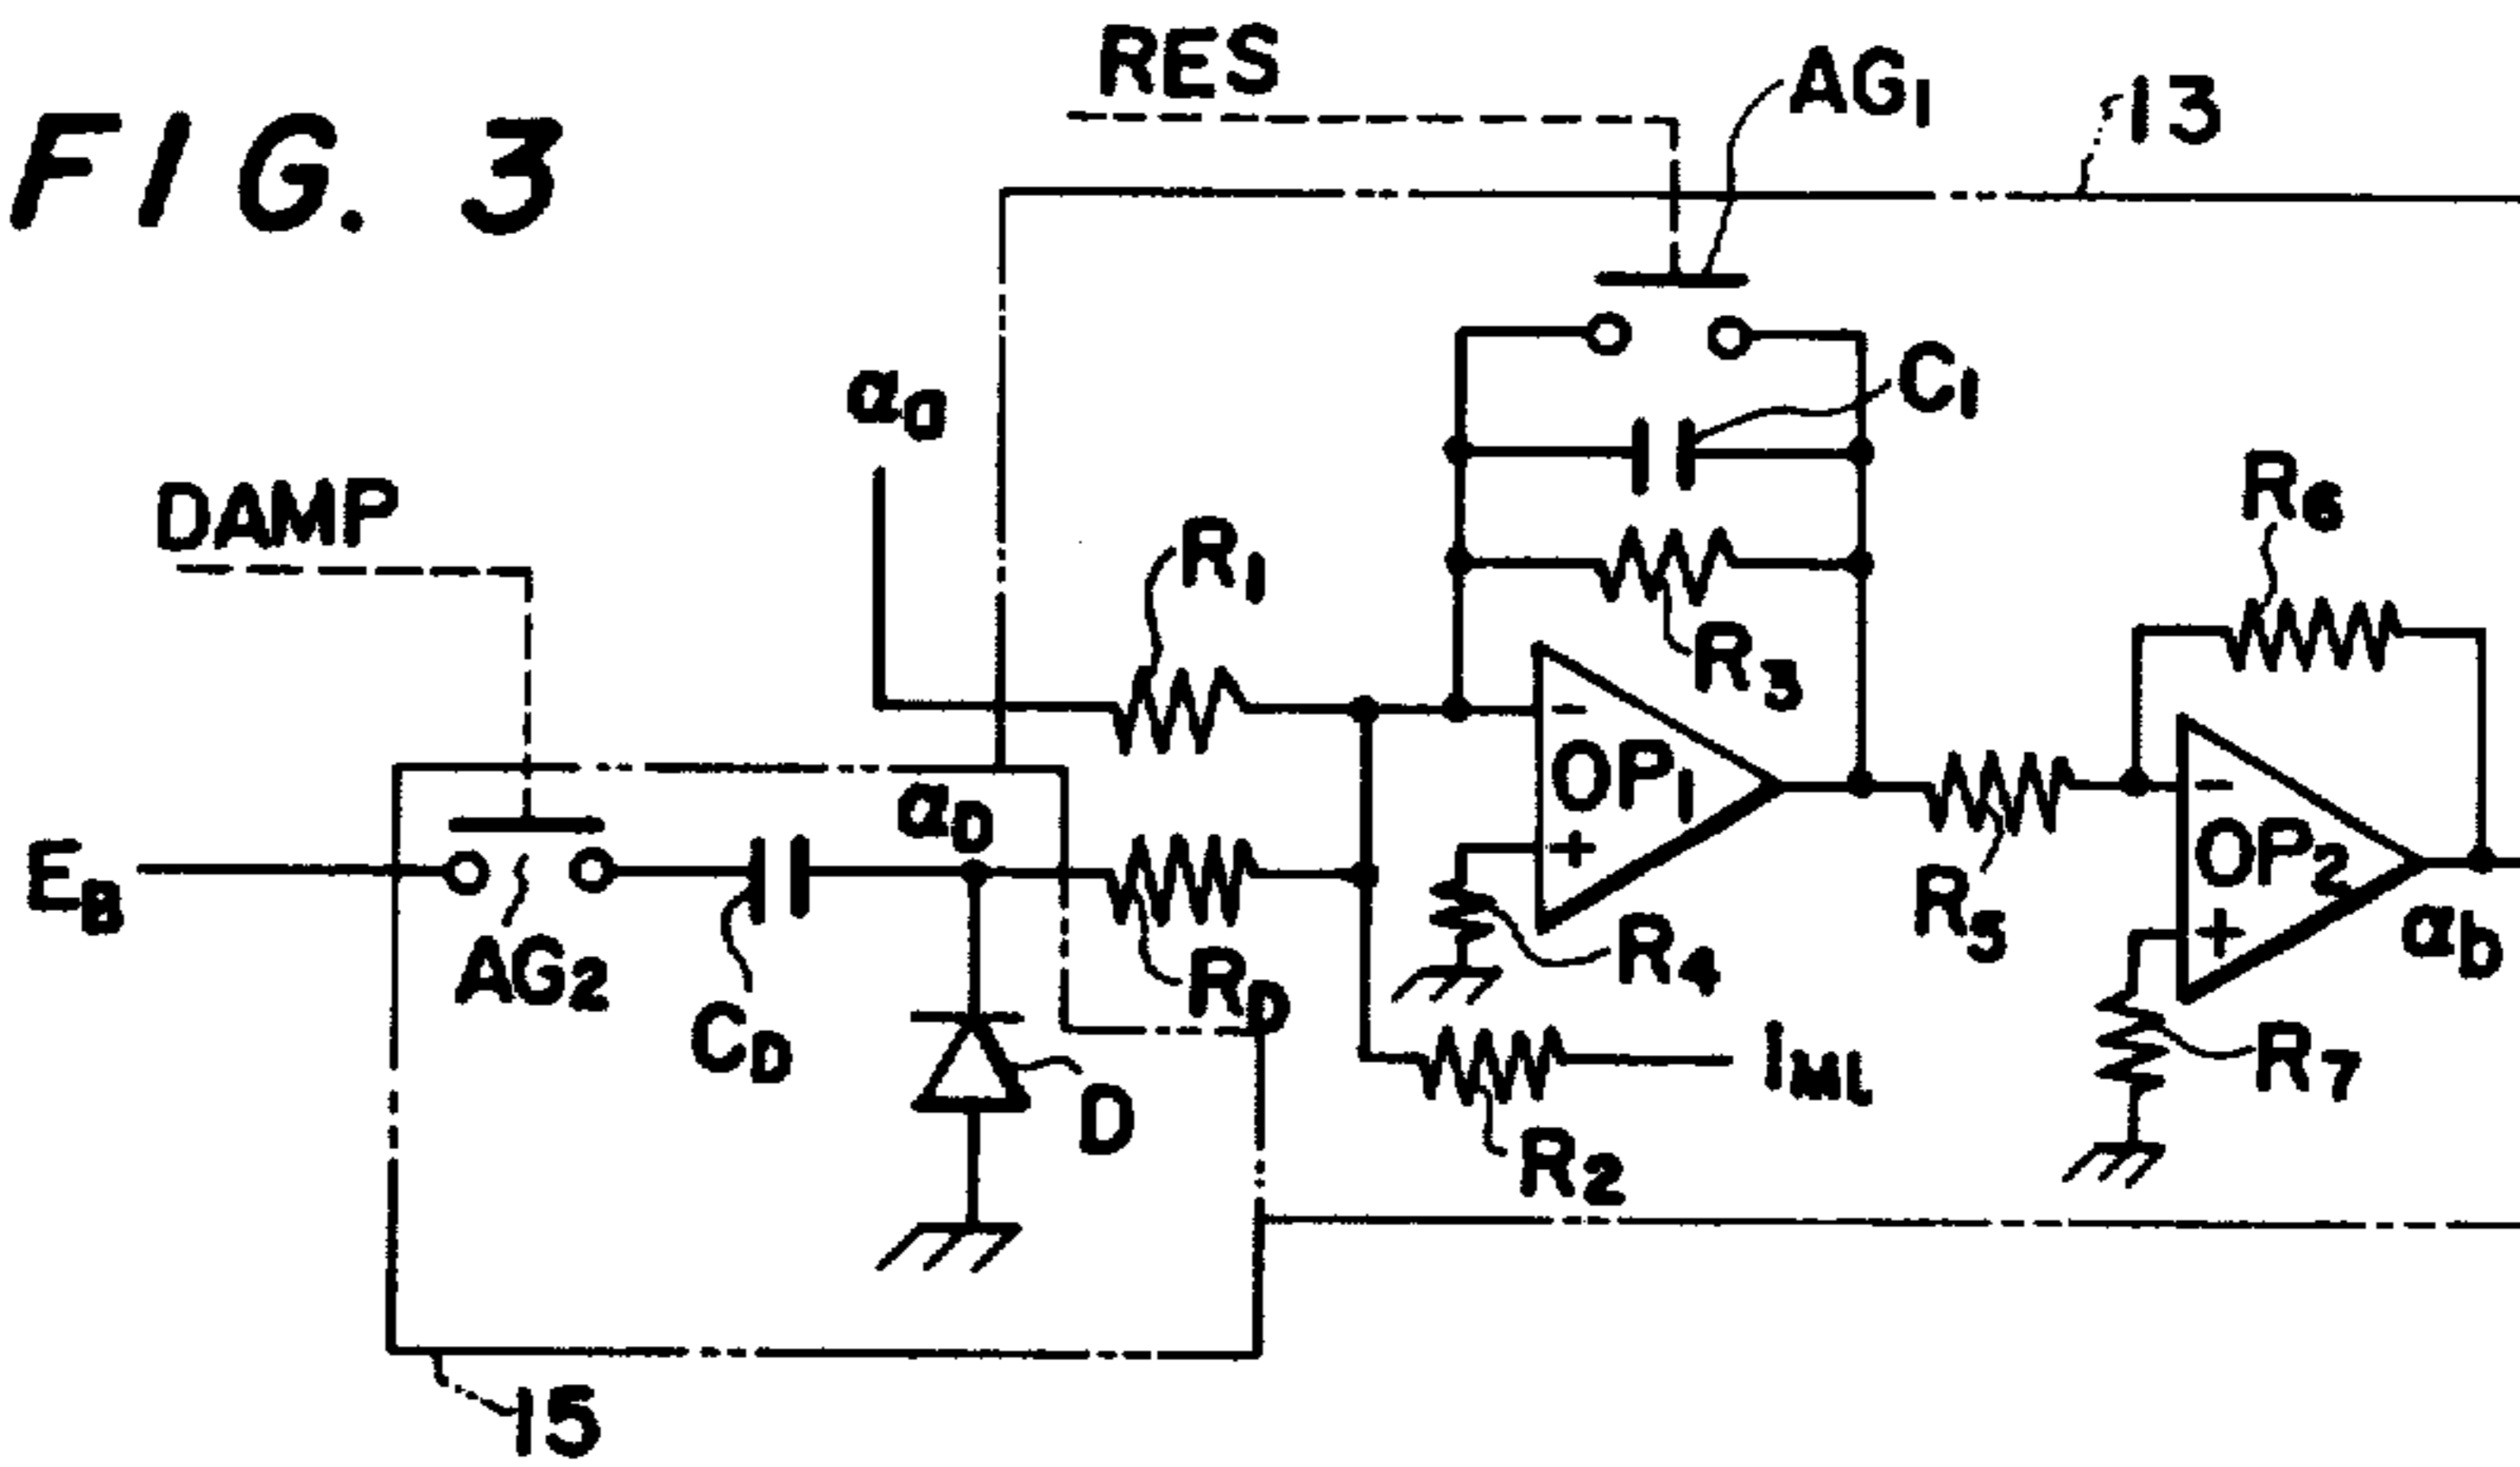 FIG. 3
RES
AG1
13
C1
αa
DAMP
R1
R6
R3
OP1
-
+
αD
EB
AG2
CD
RD
D
R4
R5
OP2
-
+
αb
IML
R2
R7
15